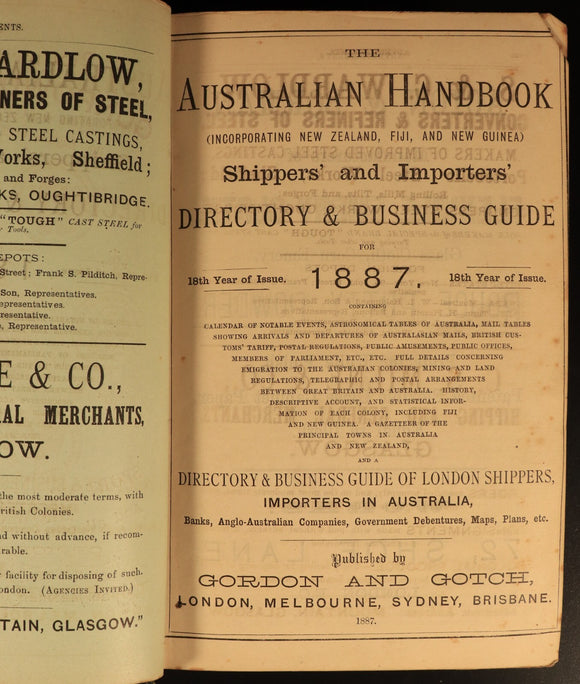 ENTS.
ARDLOW,
NERS OF STEEL,
STEEL CASTINGS,
Works, Sheffield;
and Forges:
KS, OUGHTIBRIDGE.
"TOUGH" CAST STEEL for
Tools.
EPOTS:
Street; Frank S. Pilditch, Repre-
Son, Representatives.
epresentatives.
resentative.
, Representative.
E & CO.,
AL MERCHANTS,
OW.
the most moderate terms, with
ritish Colonies.
nd without advance, if recom-
rable.
facility for disposing of such.
ondon. (AGENCIES INVITED.)
TAIN, GLASGOW."
THE
AUSTRALIAN HANDBOOK
(INCORPORATING NEW ZEALAND, FIJI, AND NEW GUINEA)
Shippers' and Importers'
DIRECTORY & BUSINESS GUIDE
FOR
18th Year of Issue. 1887. 18th Year of Issue.
CONTAINING
CALENDAR OF NOTABLE EVENTS, ASTRONOMICAL TABLES OF AUSTRALIA, MAIL TABLES
SHOWING ARRIVALS AND DEPARTURES OF AUSTRALASIAN MAILS, BRITISH CUS-
TOMS' TARIFF, POSTAL REGULATIONS, PUBLIC AMUSEMENTS, PUBLIC OFFICES,
MEMBERS OF PARLIAMENT, ETC., ETC. FULL DETAILS CONCERNING
EMIGRATION TO THE AUSTRALIAN COLONIES, MINING AND LAND
REGULATIONS, TELEGRAPHIC AND POSTAL ARRANGEMENTS
BETWEEN GREAT BRITAIN AND AUSTRALIA. HISTORY,
DESCRIPTIVE ACCOUNT, AND STATISTICAL INFOR-
MATION OF EACH COLONY, INCLUDING FIJI
AND NEW GUINEA. A GAZETTEER OF THE
PRINCIPAL TOWNS IN AUSTRALIA
AND NEW ZEALAND,
AND A
DIRECTORY & BUSINESS GUIDE OF LONDON SHIPPERS,
IMPORTERS IN AUSTRALIA,
Banks, Anglo-Australian Companies, Government Debentures, Maps, Plans, etc.
Published by
GORDON AND GOTCH,
LONDON, MELBOURNE, SYDNEY, BRISBANE.
1887.